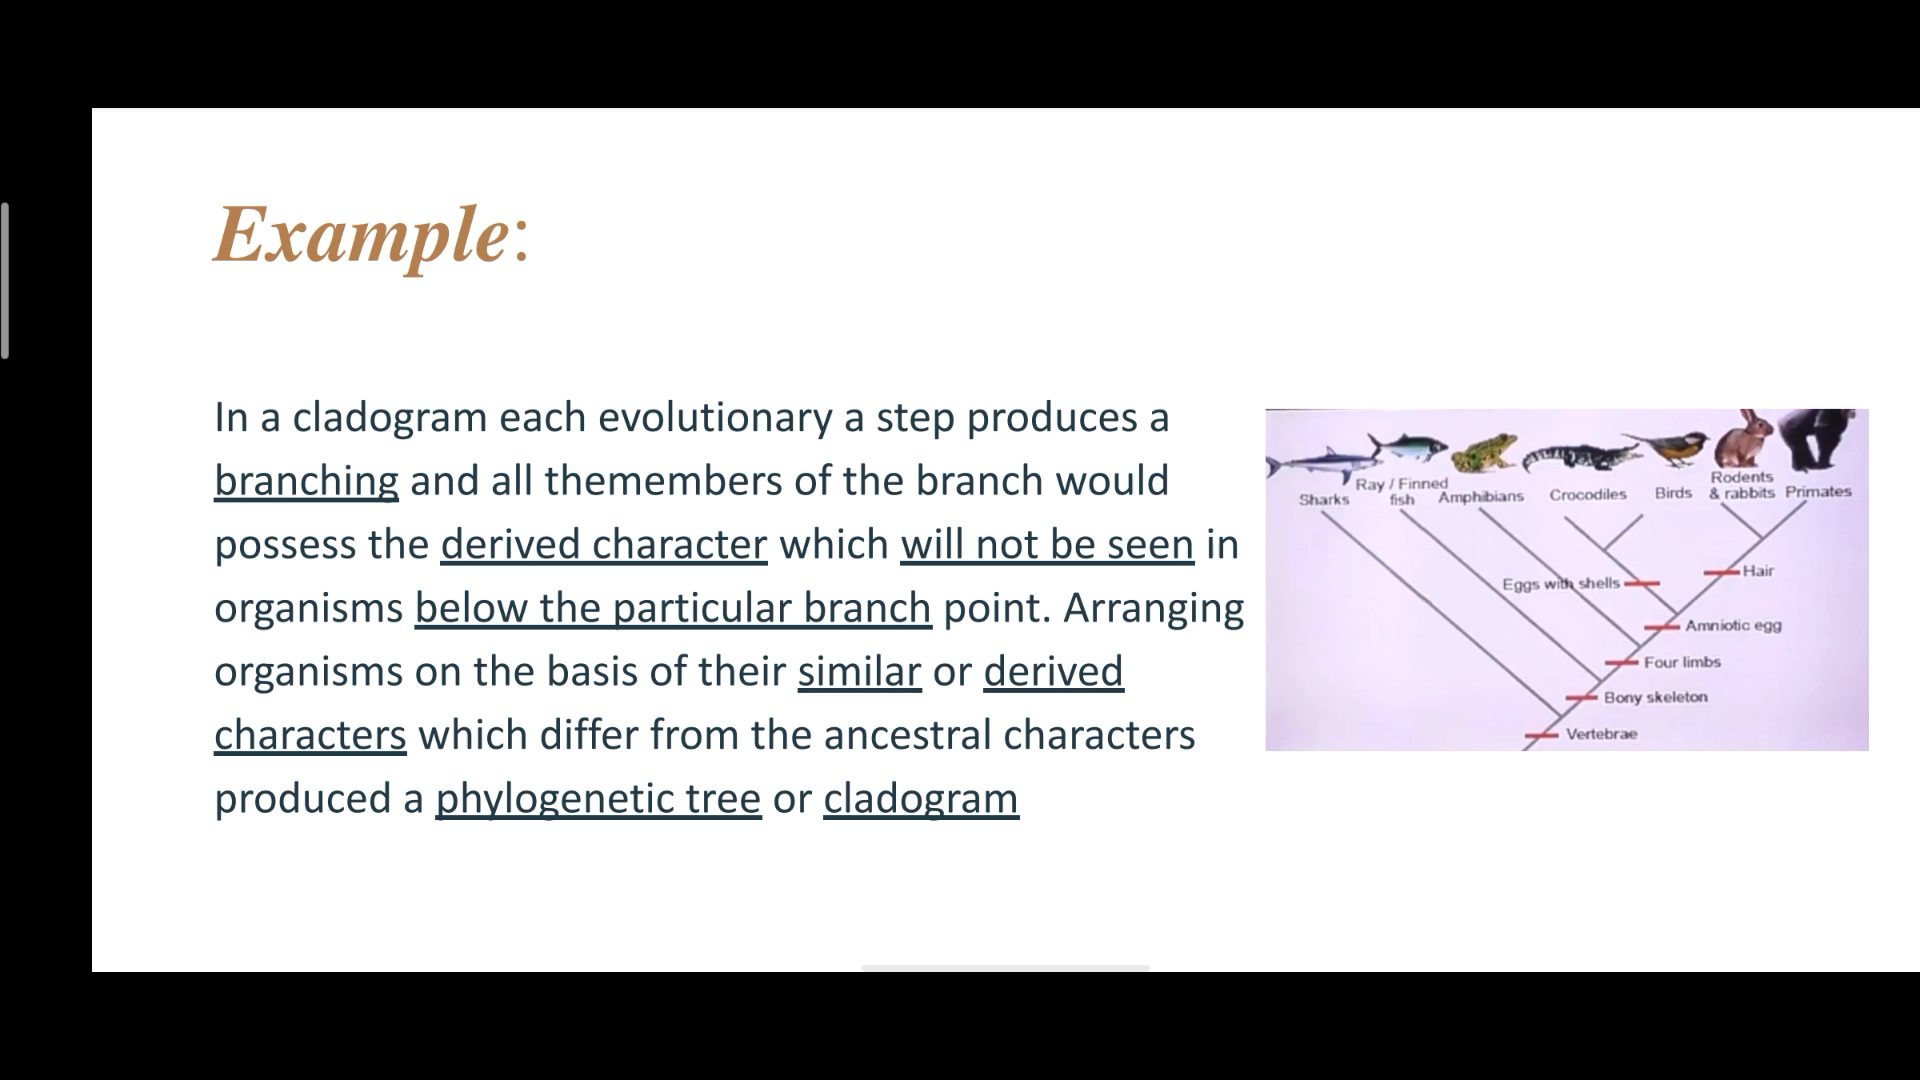 Example:
In a cladogram each evolutionary a step produces a
branching and all themembers of the branch would
possess the derived character which will not be seen in
organisms below the particular branch point. Arranging
organisms on the basis of their similar or derived
characters which differ from the ancestral characters
produced a phylogenetic tree or cladogram
Sharks
Ray / Finned
fish
Amphibians
Crocodiles
Birds
Rodents
& rabbits
Primates
Eggs with shells
Hair
Amniotic egg
Four limbs
Bony skeleton
Vertebrae